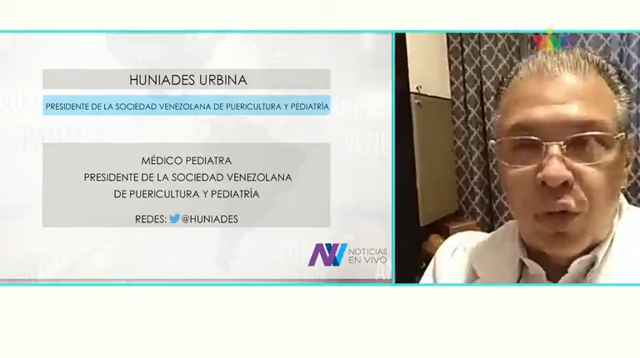 HUNIADES URBINA
PRESIDENTE DE LA SOCIEDAD VENEZOLANA DE PUERICULTURA Y PEDIATRÍA
MÉDICO PEDIATRA
PRESIDENTE DE LA SOCIEDAD VENEZOLANA
DE PUERICULTURA Y PEDIATRÍA
REDES: @HUNIADES
NOTICIAS
EN VIVO